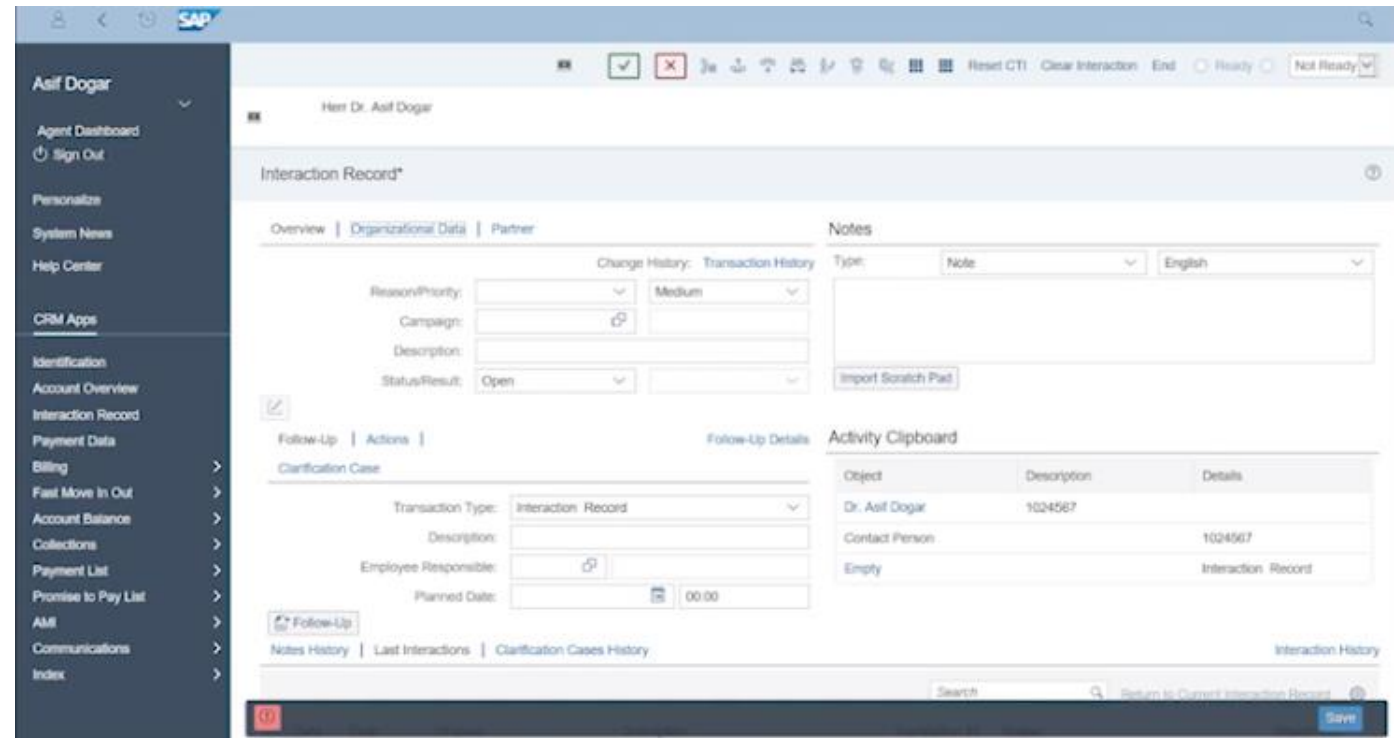 SAP
Asif Dogar
Agent Dashboard
Sign Out
Personalize
System News
Help Center
CRM Apps
Identification
Account Overview
Interaction Record
Payment Data
Billing
Fast Move In Out
Account Balance
Collections
Payment List
Promise to Pay List
AMI
Communications
Index
Reset CTI Clear Interaction End Ready Not Ready
Herr Dr. Asif Dogar
Interaction Record*
Overview | Organizational Data | Partner
Change History: Transaction History
Reason/Priority: Medium
Campaign:
Description:
Status/Result: Open
Notes
Type: Note English
Import Scratch Pad
Follow-Up | Actions | Follow-Up Details
Clarification Case
Transaction Type: Interaction Record
Description:
Employee Responsible:
Planned Date: 00:00
Follow-Up
Activity Clipboard
Object Description Details
Dr. Asif Dogar 1024567
Contact Person 1024567
Empty Interaction Record
Notes History | Last Interactions | Clarification Cases History Interaction History
Search Return to Current Interaction Record
Save